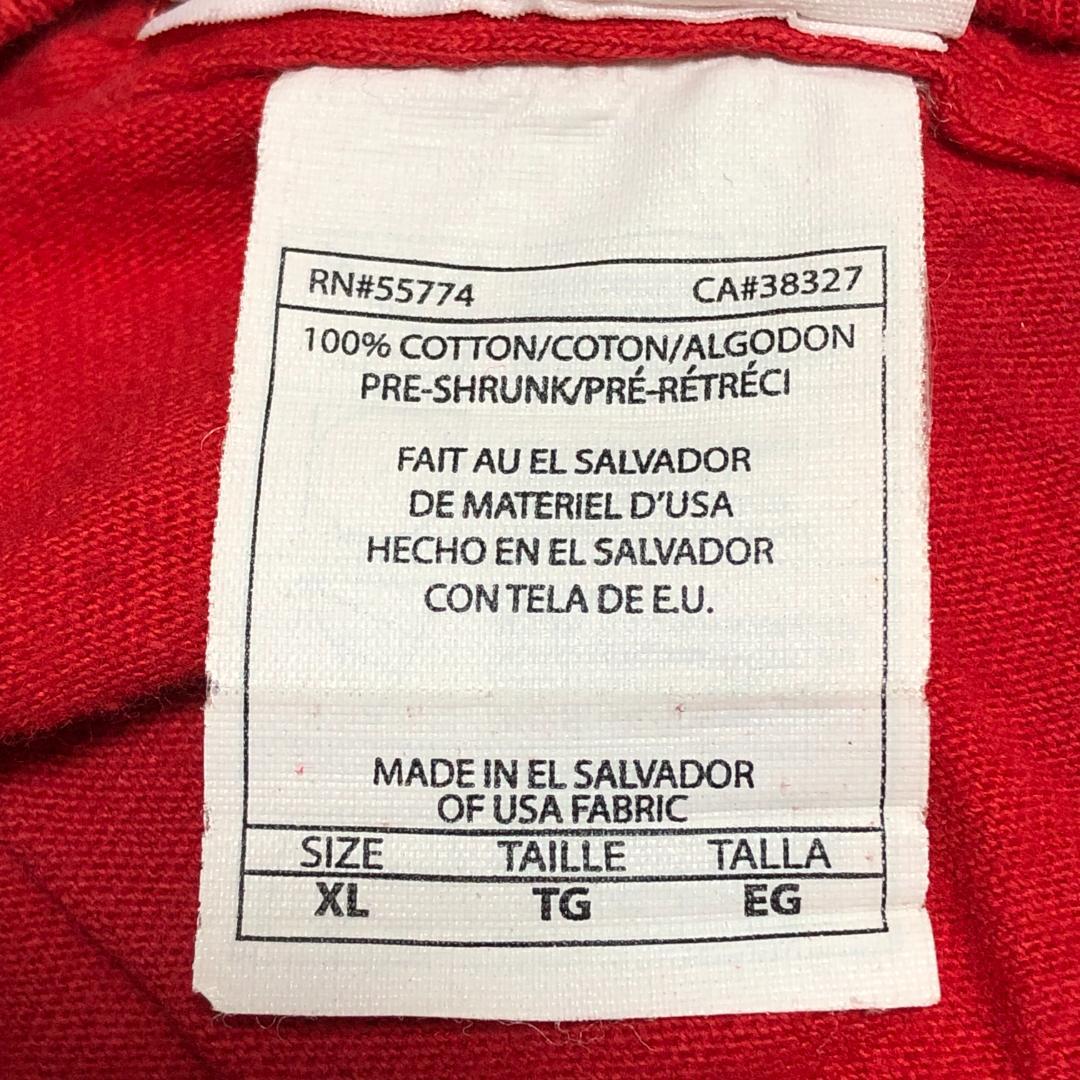 RN#55774 CA#38327
100% COTTON/COTON/ALGODON
PRE-SHRUNK/PRÉ-RÉTRÉCI
FAIT AU EL SALVADOR
DE MATERIEL D'USA
HECHO EN EL SALVADOR
CON TELA DE E.U.
MADE IN EL SALVADOR
OF USA FABRIC
SIZE TAILLE TALLA
XL TG EG